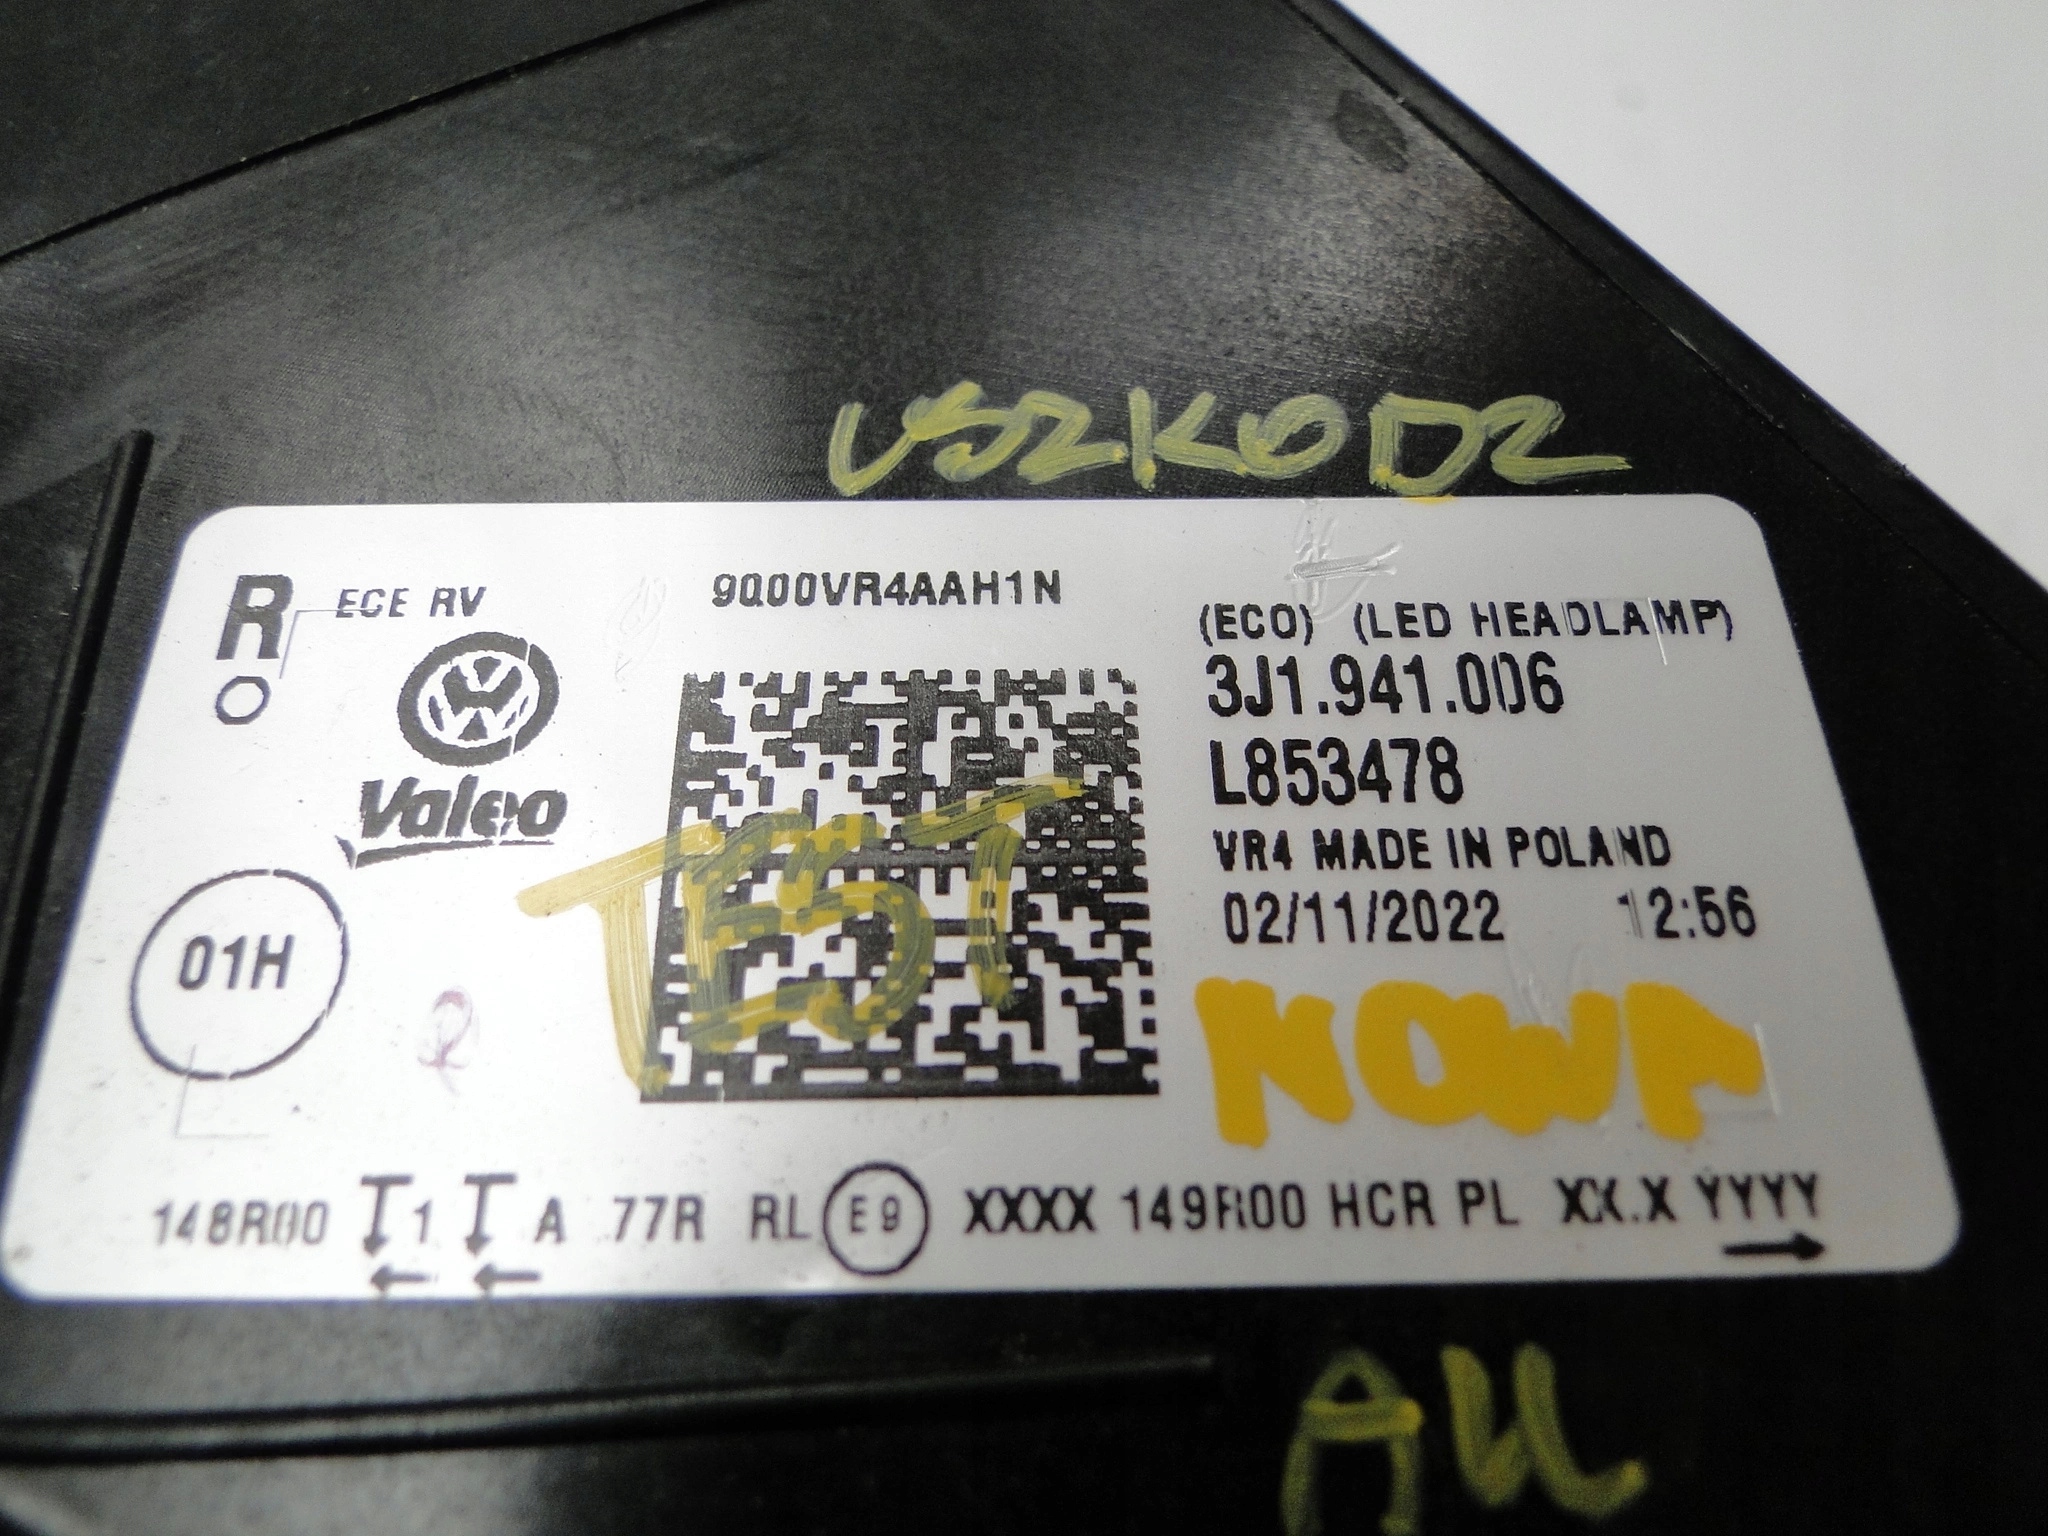 USZKODZ
R
ECE RV
9Q00VR4AAH1N
(ECO) (LED HEADLAMP)
3J1.941.006
L853478
Valeo
VR4 MADE IN POLAND
02/11/2022 12:56
TEST
01H
NOWA
148R00 1 A 77R RL E9 XXXX 149R00 HCR PL XX.X YYYY